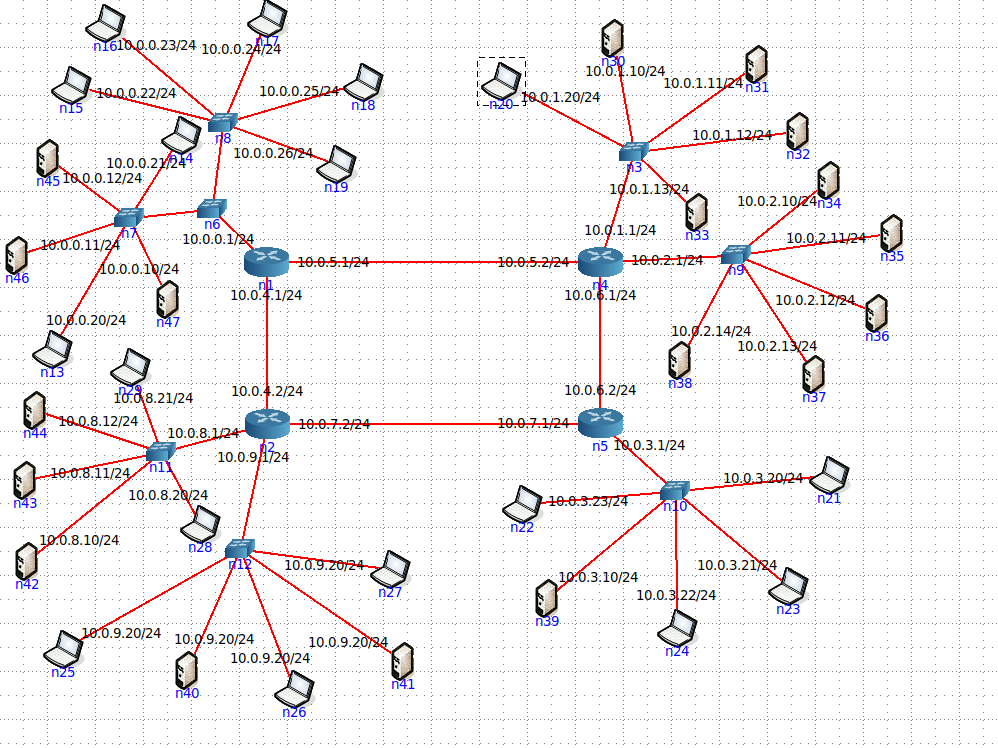 n16
10.0.0.23/24
n17
10.0.0.24/24
n15
10.0.0.22/24
10.0.0.25/24
n18
n8
n14
10.0.0.21/24
10.0.0.26/24
n19
n45
10.0.0.12/24
n7
n6
10.0.0.1/24
n46
10.0.0.11/24
10.0.0.10/24
n47
10.0.0.20/24
n13
n1
10.0.5.1/24
10.0.4.1/24
n30
10.0.1.10/24
n31
10.0.1.11/24
n20
10.0.1.20/24
10.0.1.12/24
n32
n3
10.0.1.13/24
n33
10.0.1.1/24
10.0.5.2/24
n4
10.0.2.1/24
10.0.6.1/24
10.0.2.10/24
n34
10.0.2.11/24
n35
n9
10.0.2.12/24
n36
10.0.2.14/24
n38
10.0.2.13/24
n37
n29
10.0.8.21/24
n44
10.0.8.12/24
10.0.8.1/24
n11
10.0.8.11/24
n43
10.0.8.20/24
n28
10.0.8.10/24
n42
10.0.4.2/24
10.0.7.2/24
n2
10.0.9.1/24
n12
10.0.9.20/24
n27
10.0.9.20/24
n25
10.0.9.20/24
n40
10.0.9.20/24
n26
10.0.9.20/24
n41
10.0.6.2/24
10.0.7.1/24
n5
10.0.3.1/24
n10
10.0.3.20/24
n21
10.0.3.23/24
n22
10.0.3.10/24
n39
10.0.3.21/24
n23
10.0.3.22/24
n24